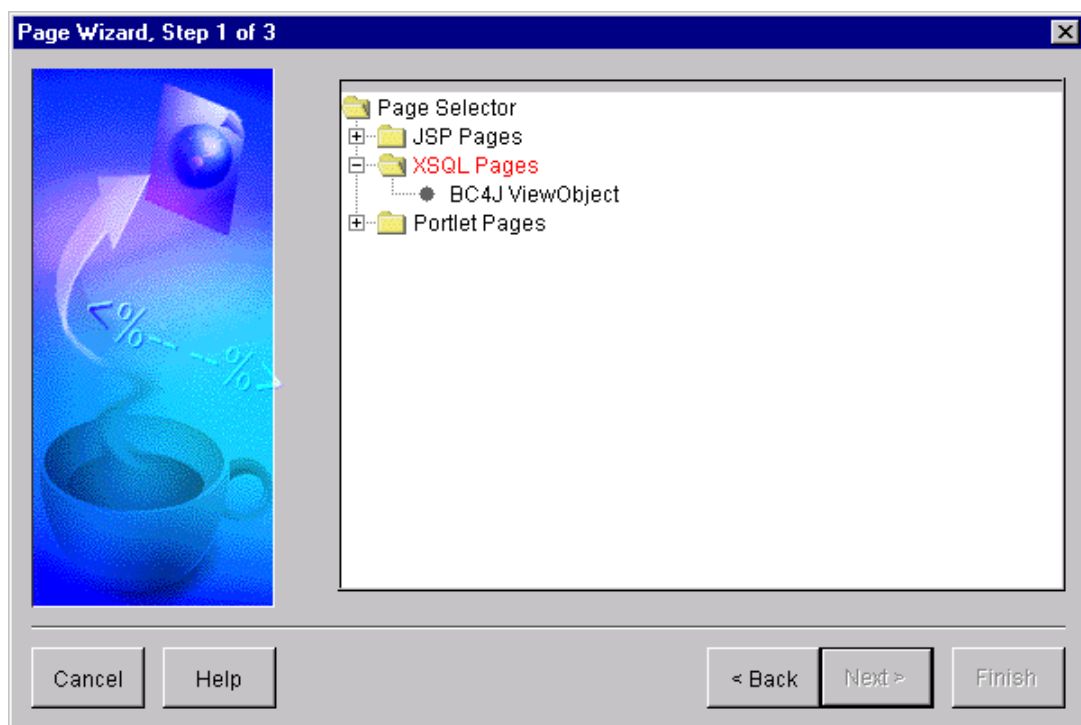 Page Wizard, Step 1 of 3
Page Selector
JSP Pages
XSQL Pages
BC4J ViewObject
Portlet Pages
<%-- --%>
Cancel Help < Back Next > Finish